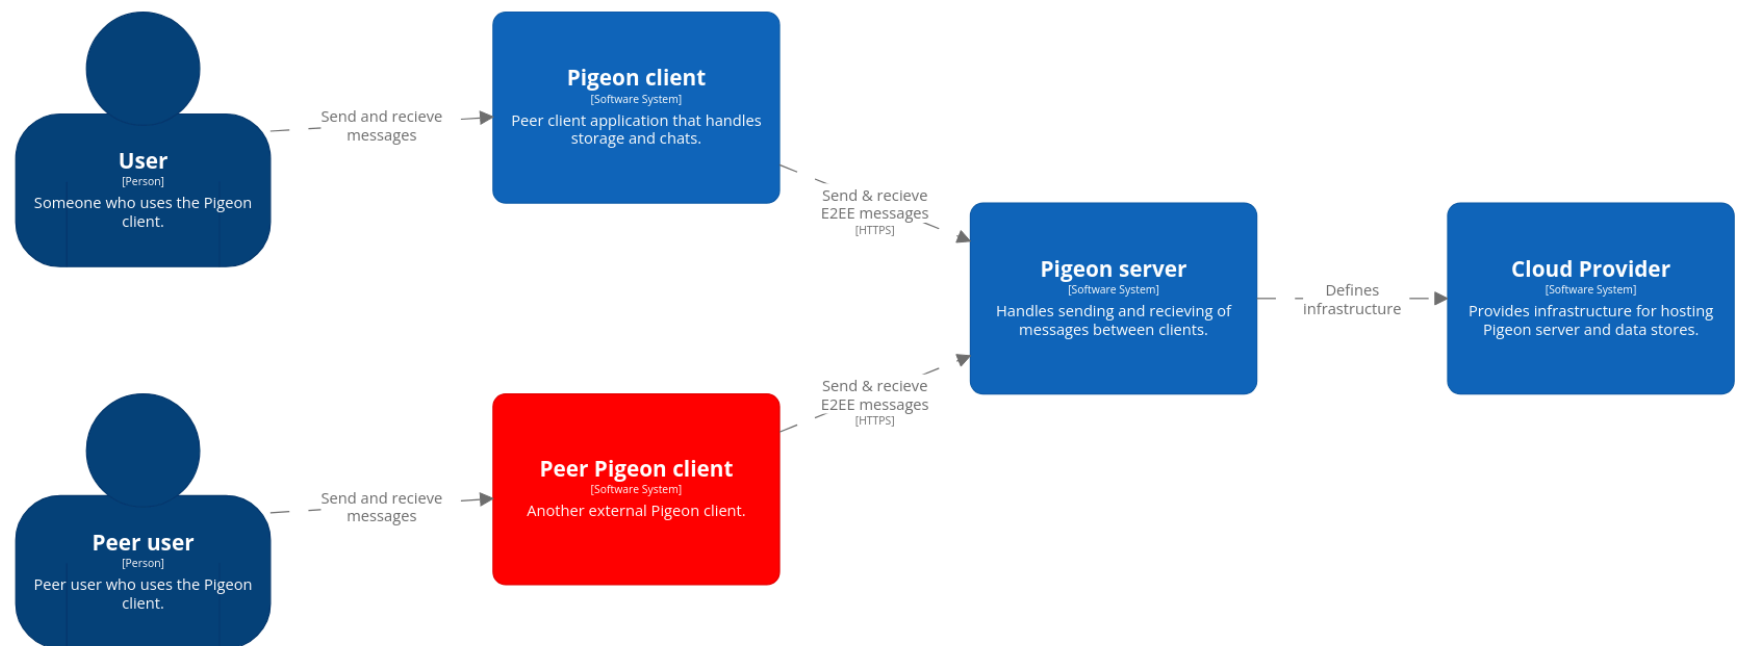 User
[Person]
Someone who uses the Pigeon
client.
Send and recieve
messages
Pigeon client
[Software System]
Peer client application that handles
storage and chats.
Send & recieve
E2EE messages
[HTTPS]
Pigeon server
[Software System]
Handles sending and recieving of
messages between clients.
Defines
infrastructure
Cloud Provider
[Software System]
Provides infrastructure for hosting
Pigeon server and data stores.
Peer user
[Person]
Peer user who uses the Pigeon
client.
Send and recieve
messages
Peer Pigeon client
[Software System]
Another external Pigeon client.
Send & recieve
E2EE messages
[HTTPS]